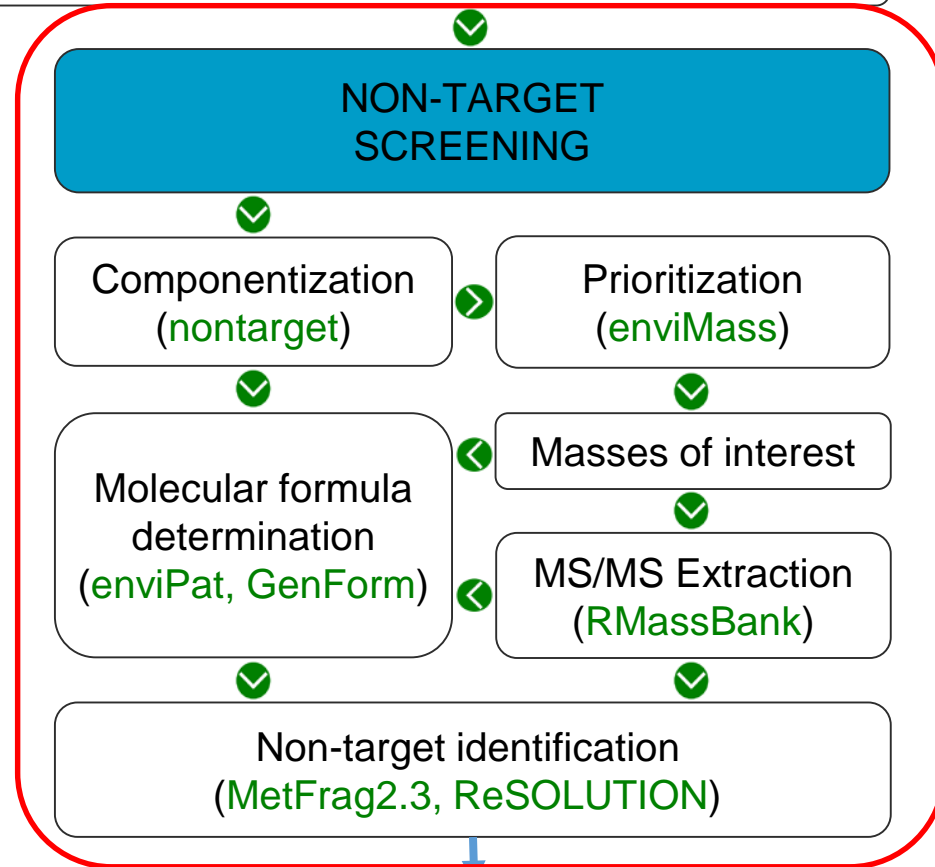 NON-TARGET
SCREENING
Componentization
(nontarget)
Prioritization
(enviMass)
Masses of interest
Molecular formula
determination
(enviPat, GenForm)
MS/MS Extraction
(RMassBank)
Non-target identification
(MetFrag2.3, ReSOLUTION)